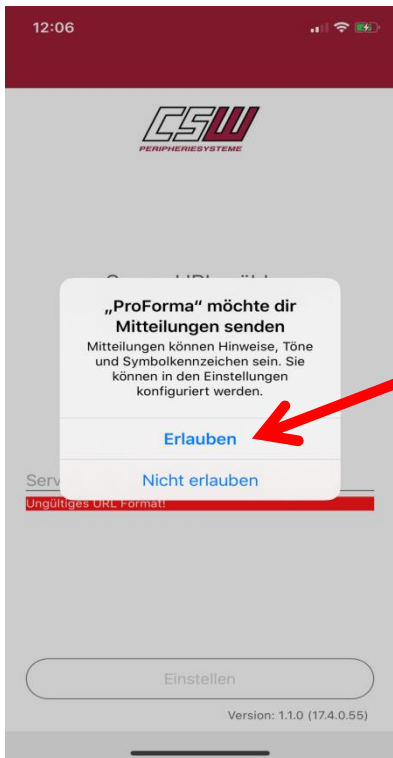 12:06
CSW
PERIPHERIESYSTEME
„ProForma“ möchte dir
Mitteilungen senden
Mitteilungen können Hinweise, Töne
und Symbolkennzeichen sein. Sie
können in den Einstellungen
konfiguriert werden.
Erlauben
Serv
Nicht erlauben
Ungültiges URL Format!
Einstellen
Version: 1.1.0 (17.4.0.55)